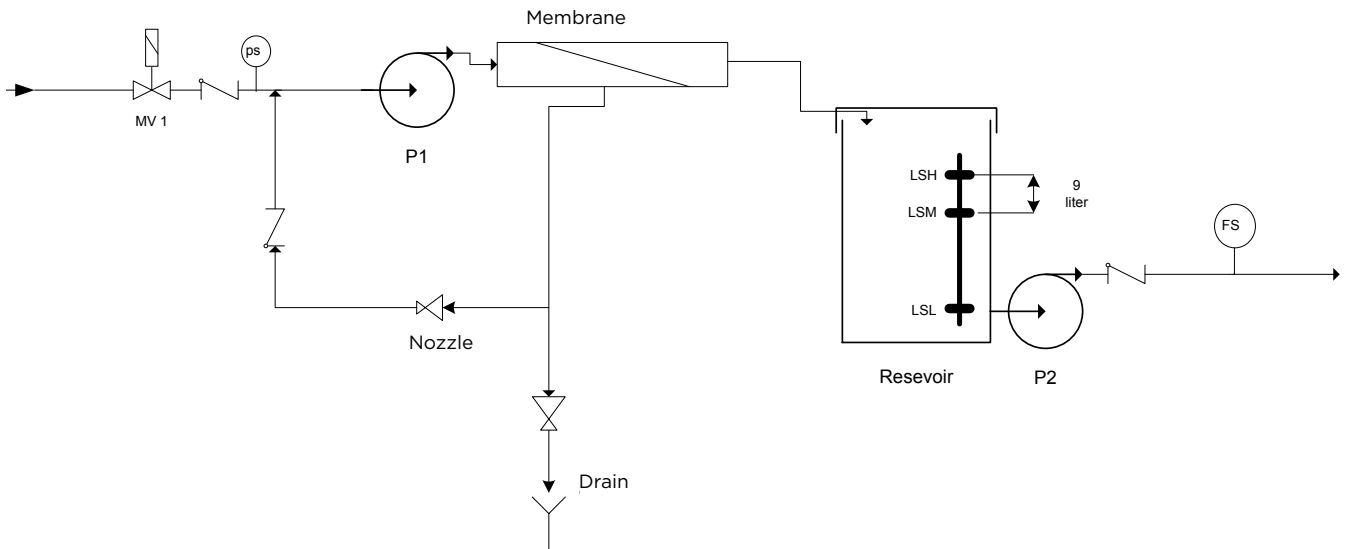 Membrane
ps
MV 1
P1
LSH
LSM
9
liter
FS
LSL
Nozzle
Resevoir
P2
Drain